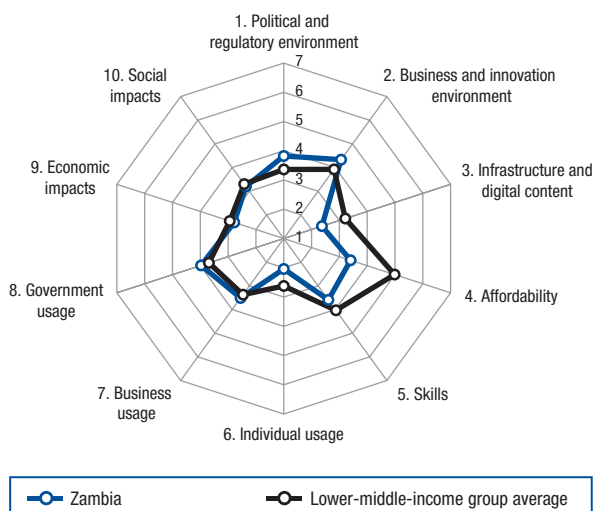 1. Political and
regulatory environment
2. Business and innovation
environment
3. Infrastructure and
digital content
4. Affordability
5. Skills
6. Individual usage
7. Business
usage
8. Government
usage
9. Economic
impacts
10. Social
impacts
7
6
5
4
3
2
1
Zambia
Lower-middle-income group average